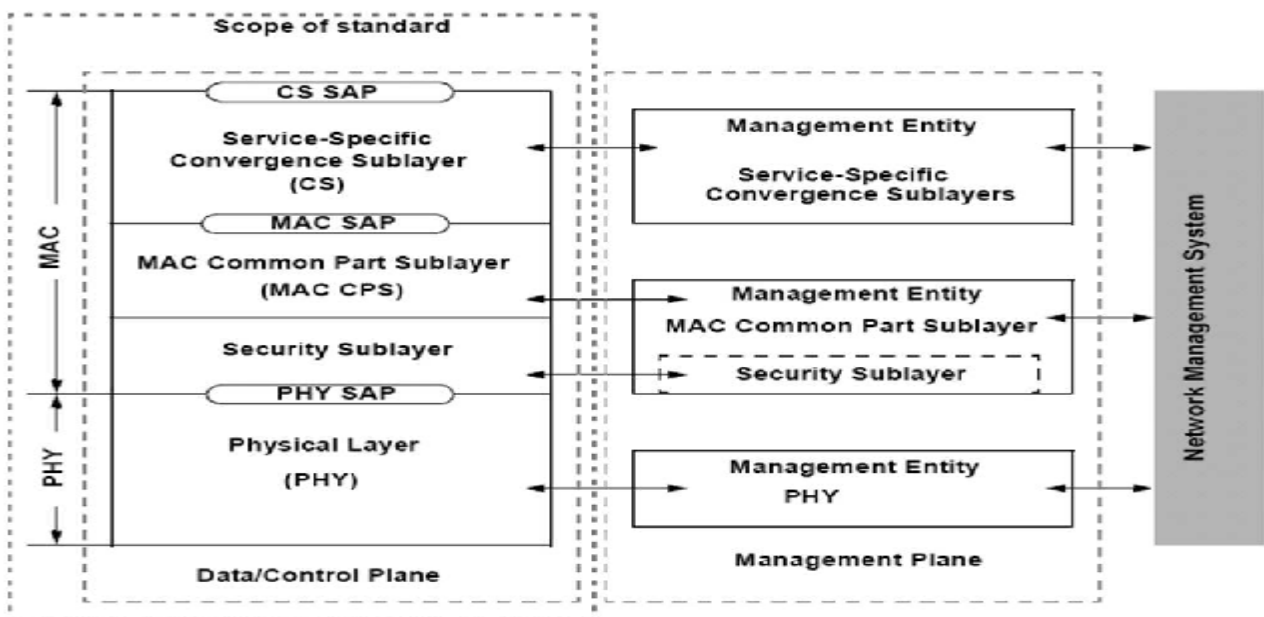 Scope of standard
CS SAP
Service-Specific
Convergence Sublayer
(CS)
MAC SAP
MAC Common Part Sublayer
(MAC CPS)
Security Sublayer
PHY SAP
Physical Layer
(PHY)
Data/Control Plane
MAC
PHY
Management Entity
Service-Specific
Convergence Sublayers
Management Entity
MAC Common Part Sublayer
Security Sublayer
Management Entity
PHY
Management Plane
Network Management System